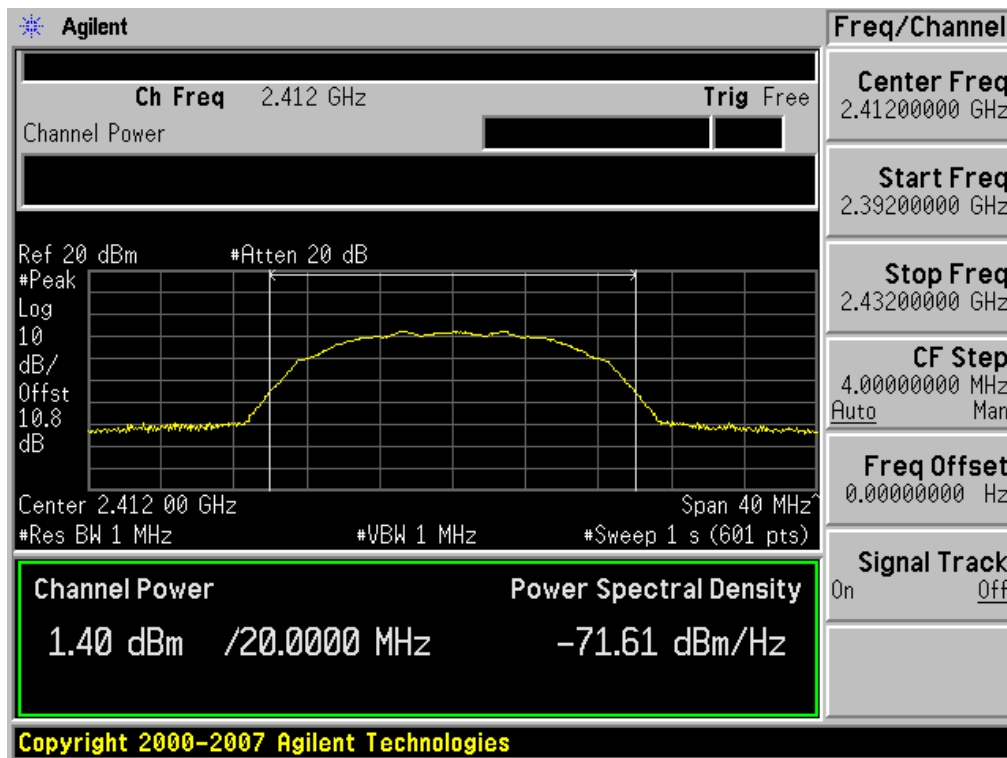 Agilent
Freq/Channel
Ch Freq 2.412 GHz Trig Free
Channel Power
Center Freq
2.41200000 GHz
Start Freq
2.39200000 GHz
Stop Freq
2.43200000 GHz
CF Step
4.00000000 MHz
Auto Man
Freq Offset
0.00000000 Hz
Signal Track
On Off
Ref 20 dBm #Atten 20 dB
#Peak
Log
10
dB/
Offst
10.8
dB
Center 2.412 00 GHz Span 40 MHz^
#Res BW 1 MHz #VBW 1 MHz #Sweep 1 s (601 pts)
Channel Power Power Spectral Density
1.40 dBm /20.0000 MHz -71.61 dBm/Hz
Copyright 2000-2007 Agilent Technologies